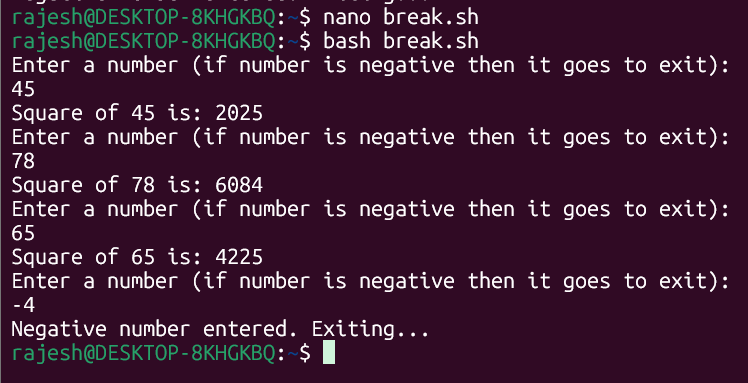 rajesh@DESKTOP-8KHGKBQ:~$ nano break.sh
rajesh@DESKTOP-8KHGKBQ:~$ bash break.sh
Enter a number (if number is negative then it goes to exit):
45
Square of 45 is: 2025
Enter a number (if number is negative then it goes to exit):
78
Square of 78 is: 6084
Enter a number (if number is negative then it goes to exit):
65
Square of 65 is: 4225
Enter a number (if number is negative then it goes to exit):
-4
Negative number entered. Exiting...
rajesh@DESKTOP-8KHGKBQ:~$